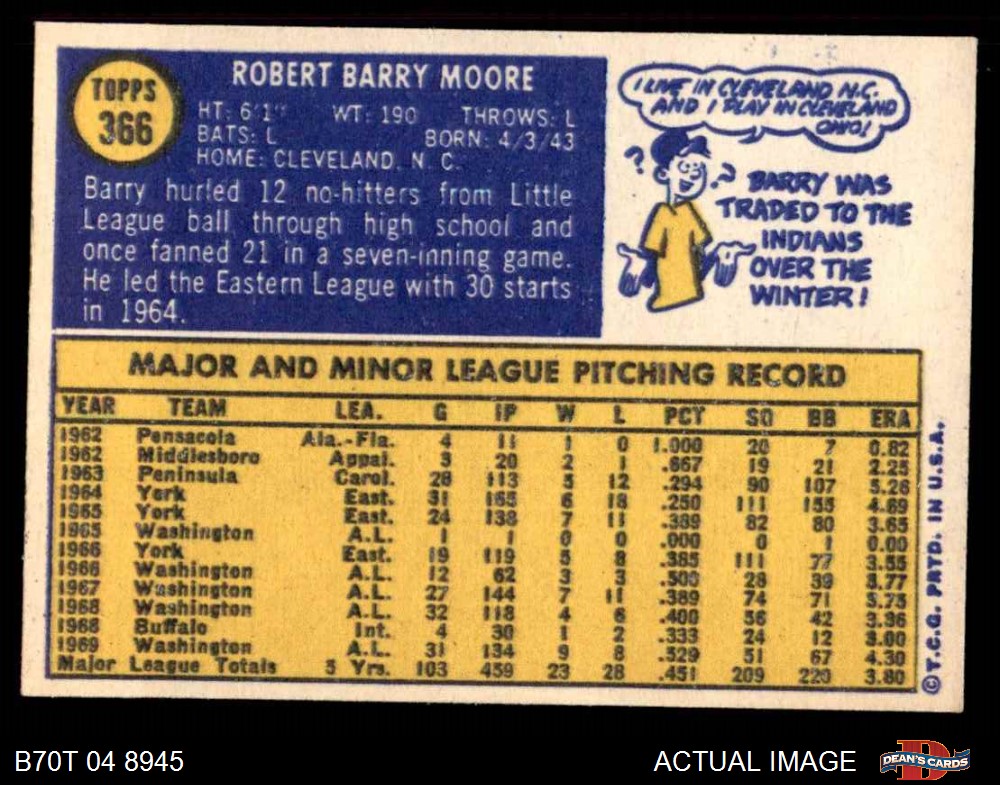 TOPPS
366
ROBERT BARRY MOORE
HT: 6'1" WT: 190 THROWS: L
BATS: L BORN: 4/3/43
HOME: CLEVELAND, N. C.
Barry hurled 12 no-hitters from Little
League ball through high school and
once fanned 21 in a seven-inning game.
He led the Eastern League with 30 starts
in 1964.
I LIVE IN CLEVELAND N.C.
AND I PLAY IN CLEVELAND
OHIO!
? ?
BARRY WAS
TRADED TO THE
INDIANS
OVER THE
WINTER!
MAJOR AND MINOR LEAGUE PITCHING RECORD
YEAR TEAM LEA. G IP W L PCT SO BB ERA
1962 Pensacola Ala.-Fla. 4 11 1 0 1.000 20 7 0.82
1962 Middlesboro Appal. 3 20 2 1 .667 19 21 2.25
1963 Peninsula Carol. 28 113 5 12 .294 90 107 5.26
1964 York East. 31 165 6 18 .250 111 155 4.69
1965 York East. 24 138 7 11 .389 82 80 3.65
1965 Washington A.L. 1 1 0 0 .000 0 1 0.00
1966 York East. 19 119 5 8 .385 111 77 3.55
1966 Washington A.L. 12 62 3 3 .500 28 39 3.77
1967 Washington A.L. 27 144 7 11 .389 74 71 3.75
1968 Washington A.L. 32 118 4 6 .400 56 42 3.36
1968 Buffalo Int. 4 30 1 2 .333 24 12 3.00
1969 Washington A.L. 31 134 9 8 .529 51 67 4.30
Major League Totals 5 Yrs. 103 459 23 28 .451 209 220 3.80
© T.C.G. PRTD. IN U.S.A.
B70T 04 8945
ACTUAL IMAGE
D
DEAN'S CARDS